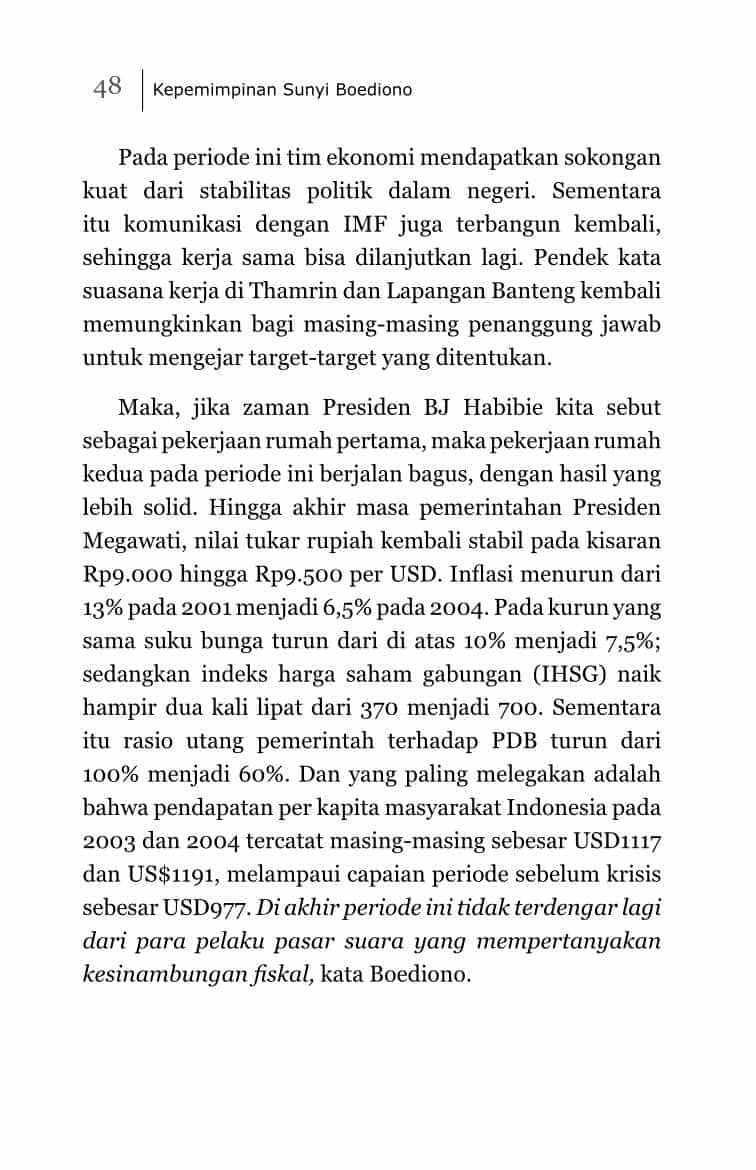 48
Kepemimpinan Sunyi Boediono
Pada periode ini tim ekonomi mendapatkan sokongan
kuat dari stabilitas politik dalam negeri. Sementara
itu komunikasi dengan IMF juga terbangun kembali,
sehingga kerja sama bisa dilanjutkan lagi. Pendek kata
suasana kerja di Thamrin dan Lapangan Banteng kembali
memungkinkan bagi masing-masing penanggung jawab
untuk mengejar target-target yang ditentukan.
Maka, jika zaman Presiden BJ Habibie kita sebut
sebagai pekerjaan rumah pertama, maka pekerjaan rumah
kedua pada periode ini berjalan bagus, dengan hasil yang
lebih solid. Hingga akhir masa pemerintahan Presiden
Megawati, nilai tukar rupiah kembali stabil pada kisaran
Rp9.000 hingga Rp9.500 per USD. Inflasi menurun dari
13% pada 2001 menjadi 6,5% pada 2004. Pada kurun yang
sama suku bunga turun dari di atas 10% menjadi 7,5%;
sedangkan indeks harga saham gabungan (IHSG) naik
hampir dua kali lipat dari 370 menjadi 700. Sementara
itu rasio utang pemerintah terhadap PDB turun dari
100% menjadi 60%. Dan yang paling melegakan adalah
bahwa pendapatan per kapita masyarakat Indonesia pada
2003 dan 2004 tercatat masing-masing sebesar USD1117
dan US$1191, melampaui capaian periode sebelum krisis
sebesar USD977. Di akhir periode ini tidak terdengar lagi
dari para pelaku pasar suara yang mempertanyakan
kesinambungan fiskal, kata Boediono.